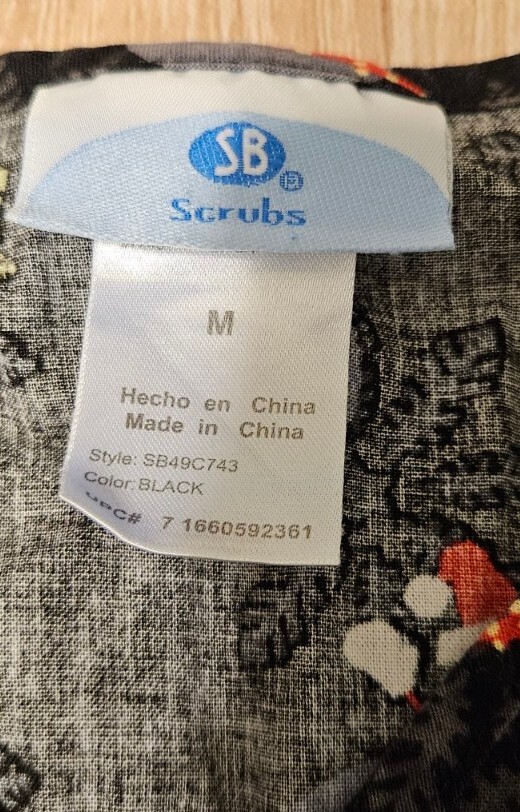 SB
Scrubs
M
Hecho en China
Made in China
Style: SB49C743
Color: BLACK
UPC# 7 1660592361